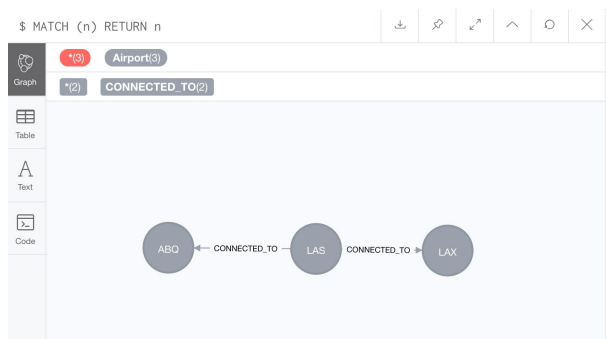 $ MATCH (n) RETURN n
*(3) Airport(3)
Graph
*(2) CONNECTED_TO(2)
Table
A
Text
>_
Code
ABQ CONNECTED_TO LAS CONNECTED_TO LAX